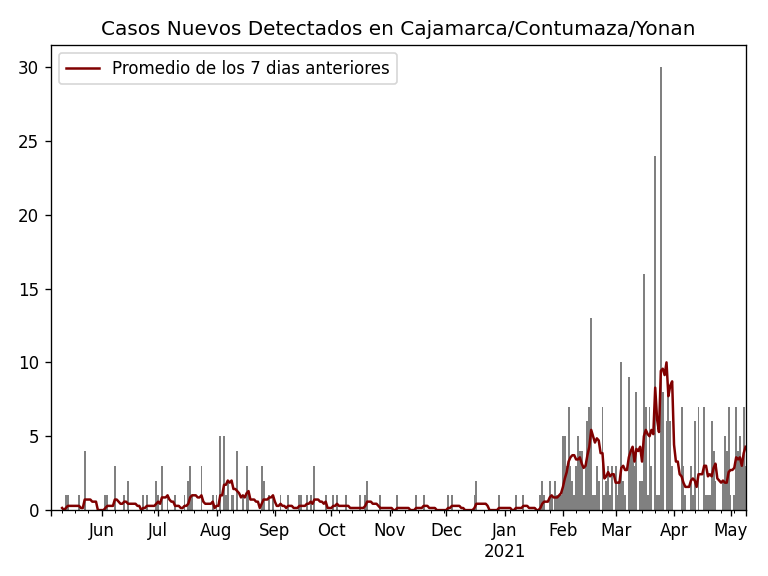 Casos Nuevos Detectados en Cajamarca/Contumaza/Yonan
Promedio de los 7 dias anteriores
30
25
20
15
10
5
0
Jun Jul Aug Sep Oct Nov Dec Jan Feb Mar Apr May
2021